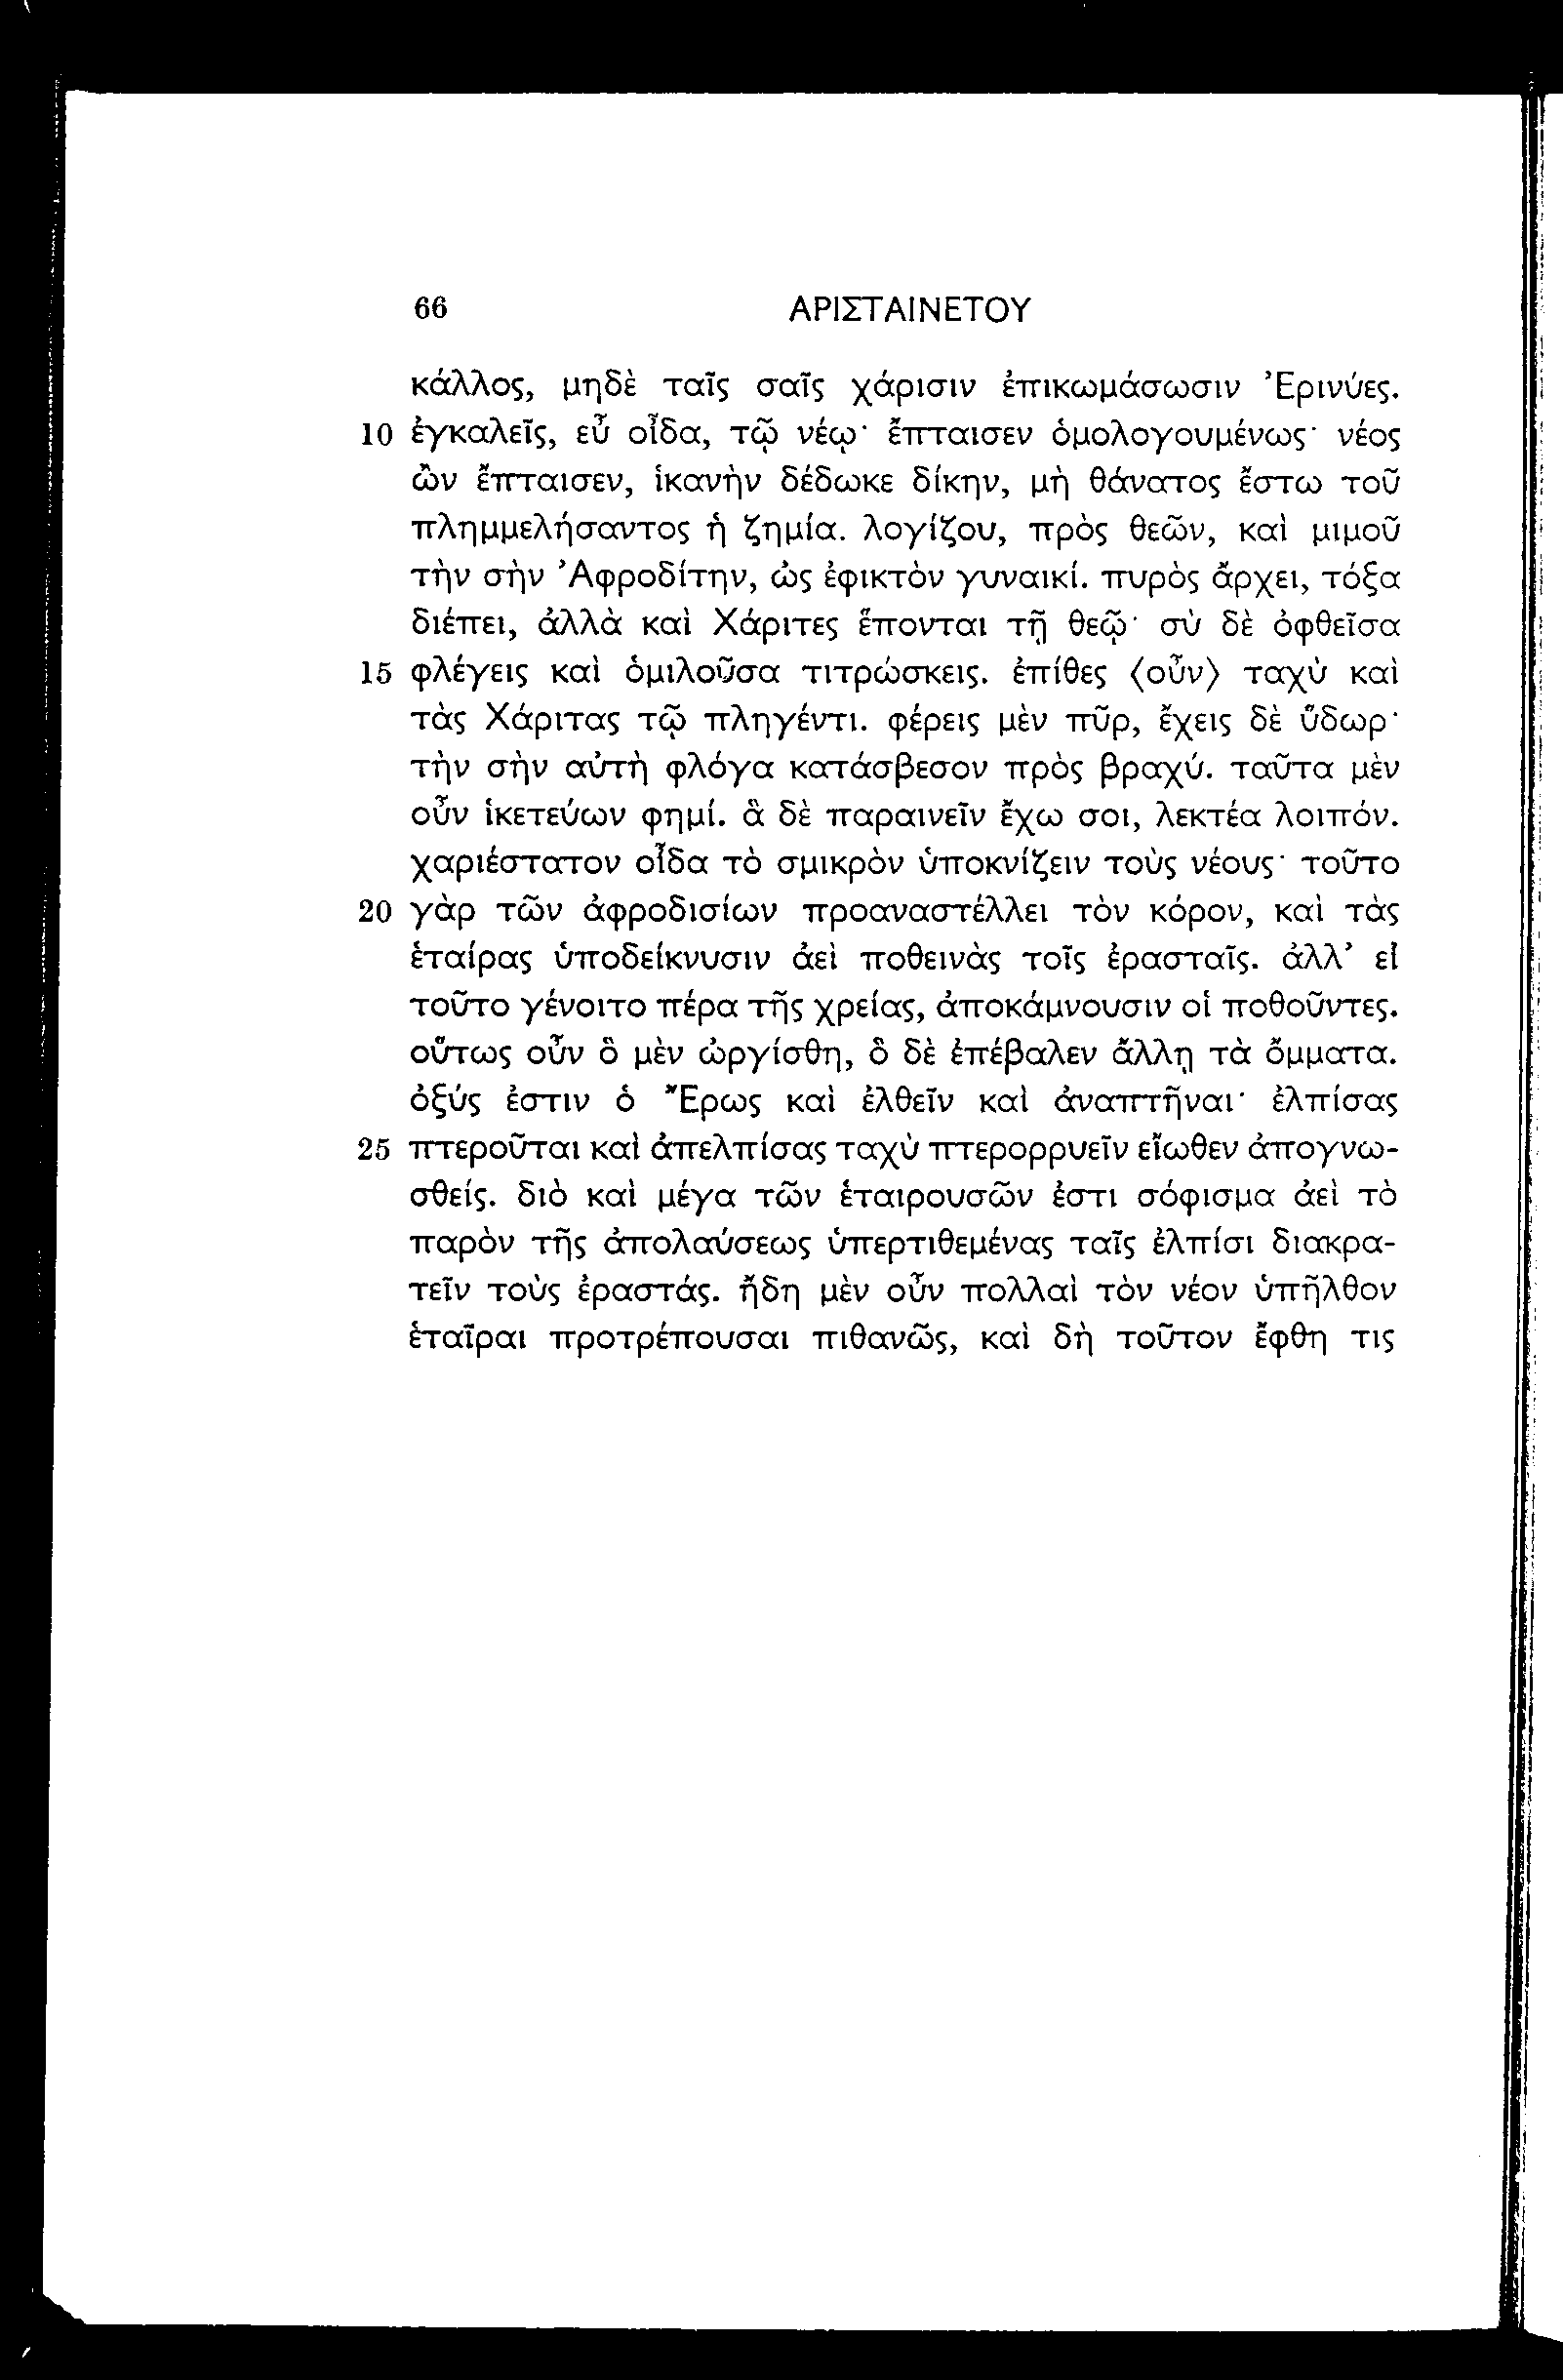 66 ΑΡΙΣΤΑΙΝΕΤΟΥ
κάλλος, μηδὲ ταῖς σαῖς χάρισιν ἐπικωμάσωσιν Ἐρινύες.
10 ἐγκαλεῖς, εὖ οἶδα, τῷ νέῳ· ἔπταισεν ὁμολογουμένως· νέος
ὢν ἔπταισεν, ἱκανὴν δέδωκε δίκην, μὴ θάνατος ἔστω τοῦ
πλημμελήσαντος ἡ ζημία. λογίζου, πρὸς θεῶν, καὶ μιμοῦ
τὴν σὴν Ἀφροδίτην, ὡς ἐφικτὸν γυναικί. πυρὸς ἄρχει, τόξα
διέπει, ἀλλὰ καὶ Χάριτες ἕπονται τῇ θεῷ· σὺ δὲ ὀφθεῖσα
15 φλέγεις καὶ ὁμιλοῦσα τιτρώσκεις. ἐπίθες ⟨οὖν⟩ ταχὺ καὶ
τὰς Χάριτας τῷ πληγέντι. φέρεις μὲν πῦρ, ἔχεις δὲ ὕδωρ·
τὴν σὴν αὐτὴ φλόγα κατάσβεσον πρὸς βραχύ. ταῦτα μὲν
οὖν ἱκετεύων φημί. ἃ δὲ παραινεῖν ἔχω σοι, λεκτέα λοιπόν.
χαριέστατον οἶδα τὸ σμικρὸν ὑποκνίζειν τοὺς νέους· τοῦτο
20 γὰρ τῶν ἀφροδισίων προαναστέλλει τὸν κόρον, καὶ τὰς
ἑταίρας ὑποδείκνυσιν ἀεὶ ποθεινὰς τοῖς ἐρασταῖς. ἀλλ’ εἰ
τοῦτο γένοιτο πέρα τῆς χρείας, ἀποκάμνουσιν οἱ ποθοῦντες.
οὕτως οὖν ὃ μὲν ὠργίσθη, ὃ δὲ ἐπέβαλεν ἄλλῃ τὰ ὄμματα.
ὀξύς ἐστιν ὁ Ἔρως καὶ ἐλθεῖν καὶ ἀναπτῆναι· ἐλπίσας
25 πτεροῦται καὶ ἀπελπίσας ταχὺ πτερορρυεῖν εἴωθεν ἀπογνω-
σθείς. διὸ καὶ μέγα τῶν ἑταιρουσῶν ἐστι σόφισμα ἀεὶ τὸ
παρὸν τῆς ἀπολαύσεως ὑπερτιθεμένας ταῖς ἐλπίσι διακρα-
τεῖν τοὺς ἐραστάς. ἤδη μὲν οὖν πολλαὶ τὸν νέον ὑπῆλθον
ἑταῖραι προτρέπουσαι πιθανῶς, καὶ δὴ τοῦτον ἔφθη τις